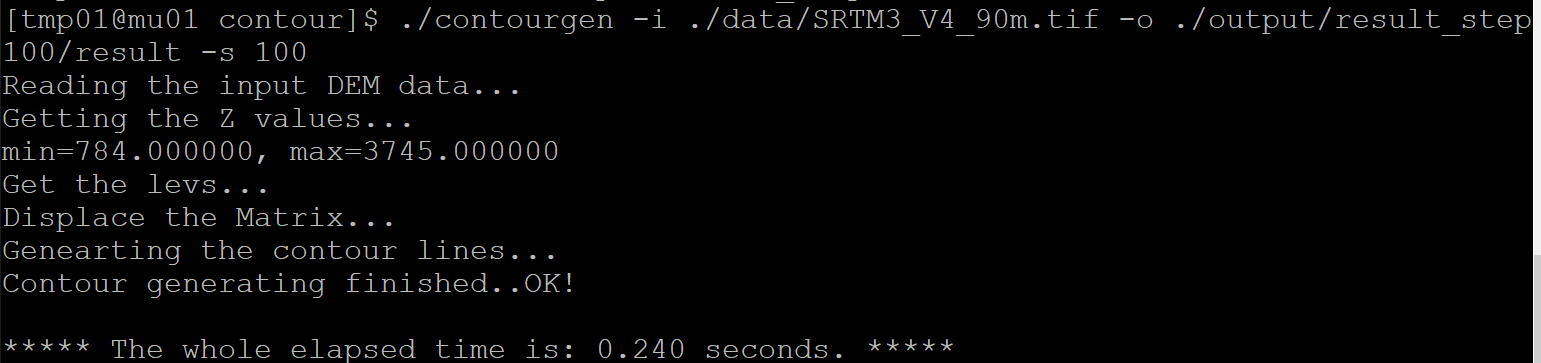 [tmp01@mu01 contour]$ ./contourgen -i ./data/SRTM3_V4_90m.tif -o ./output/result_step
100/result -s 100
Reading the input DEM data...
Getting the Z values...
min=784.000000, max=3745.000000
Get the levs...
Displace the Matrix...
Genearting the contour lines...
Contour generating finished..OK!
***** The whole elapsed time is: 0.240 seconds. *****